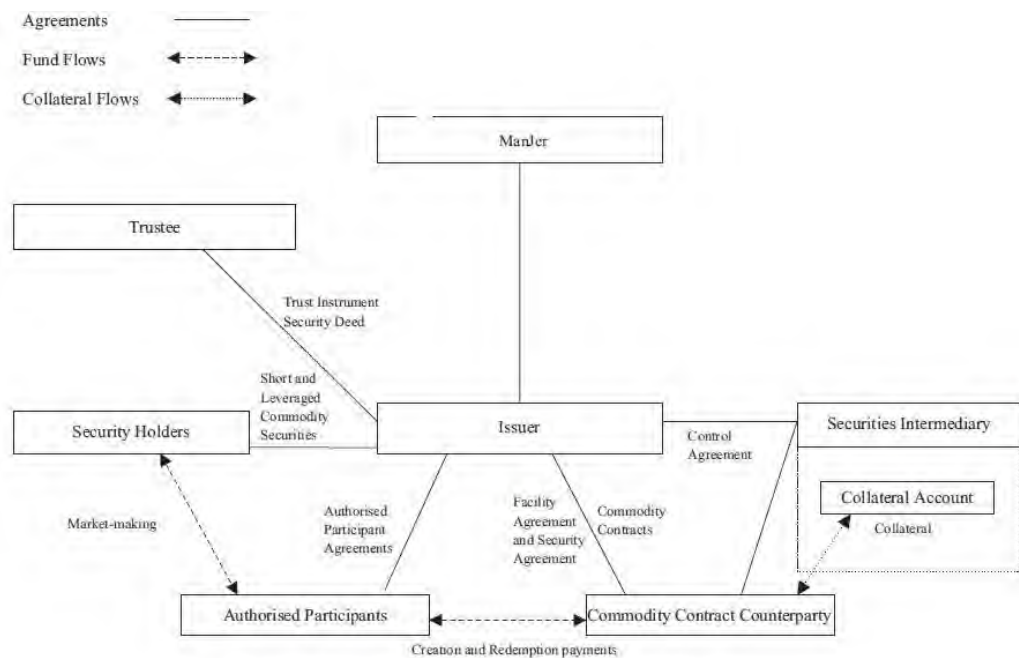 Agreements
Fund Flows
Collateral Flows
ManJer
Trustee
Trust Instrument
Security Deed
Short and
Leveraged
Commodity
Securities
Security Holders
Issuer
Control
Agreement
Securities Intermediary
Collateral Account
Collateral
Market-making
Authorised
Participant
Agreements
Facility
Agreement
and Security
Agreement
Commodity
Contracts
Authorised Participants
Commodity Contract Counterparty
Creation and Redemption payments